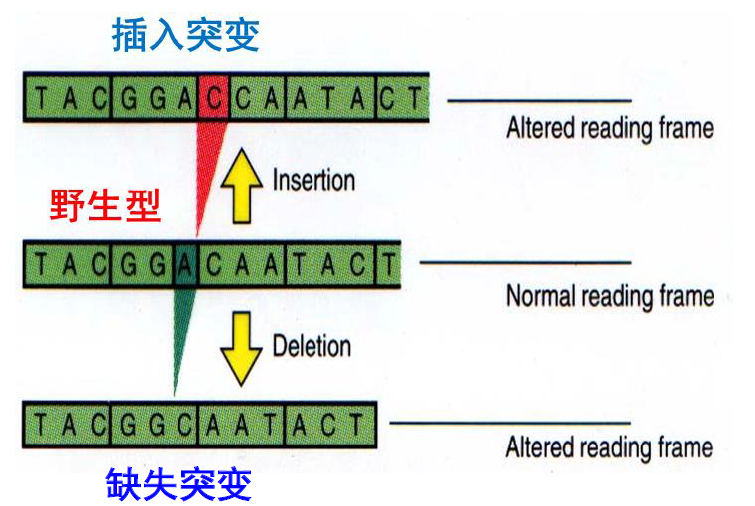 插入突变
T A C G G A C C A A T A C T
Altered reading frame
Insertion
野生型
T A C G G A C A A T A C T
Normal reading frame
Deletion
T A C G G C A A T A C T
Altered reading frame
缺失突变